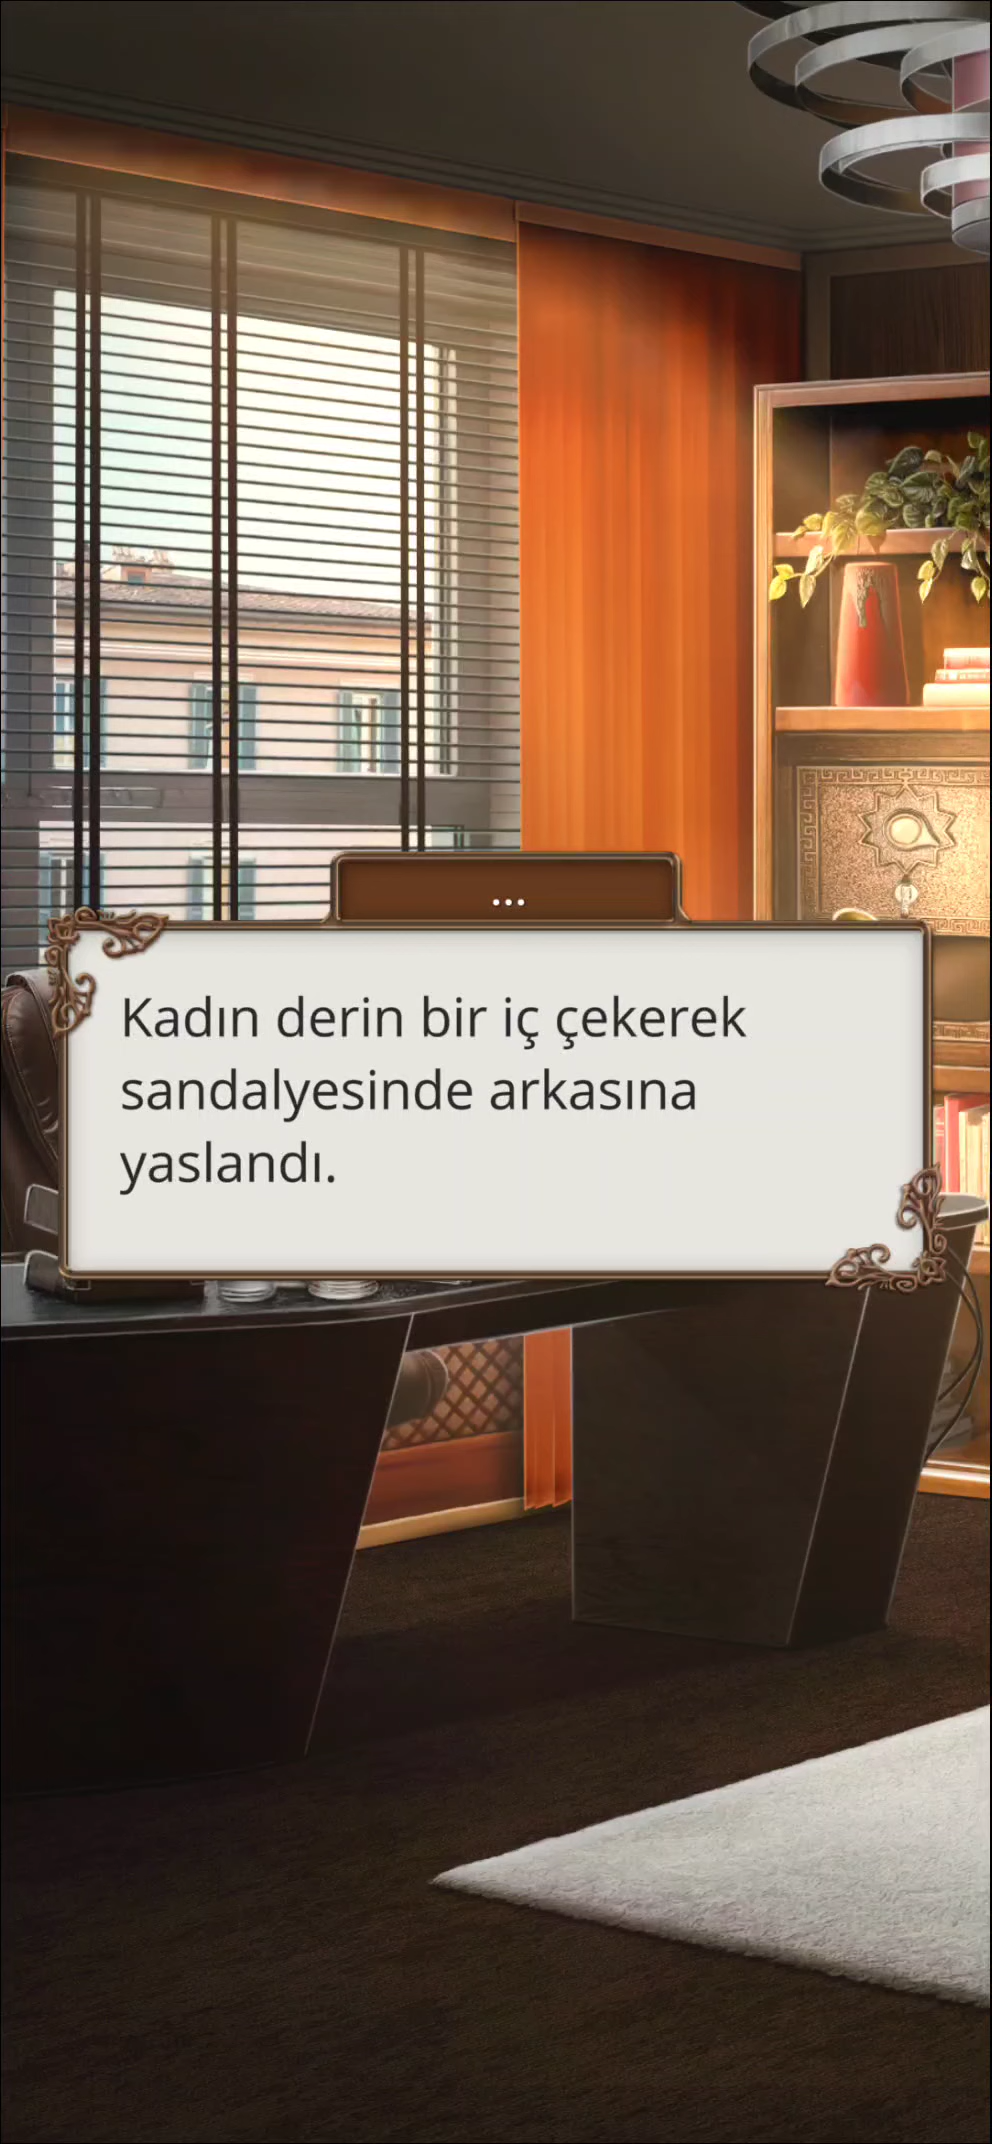 ...
Kadın derin bir iç çekerek
sandalyesinde arkasına
yaslandı.